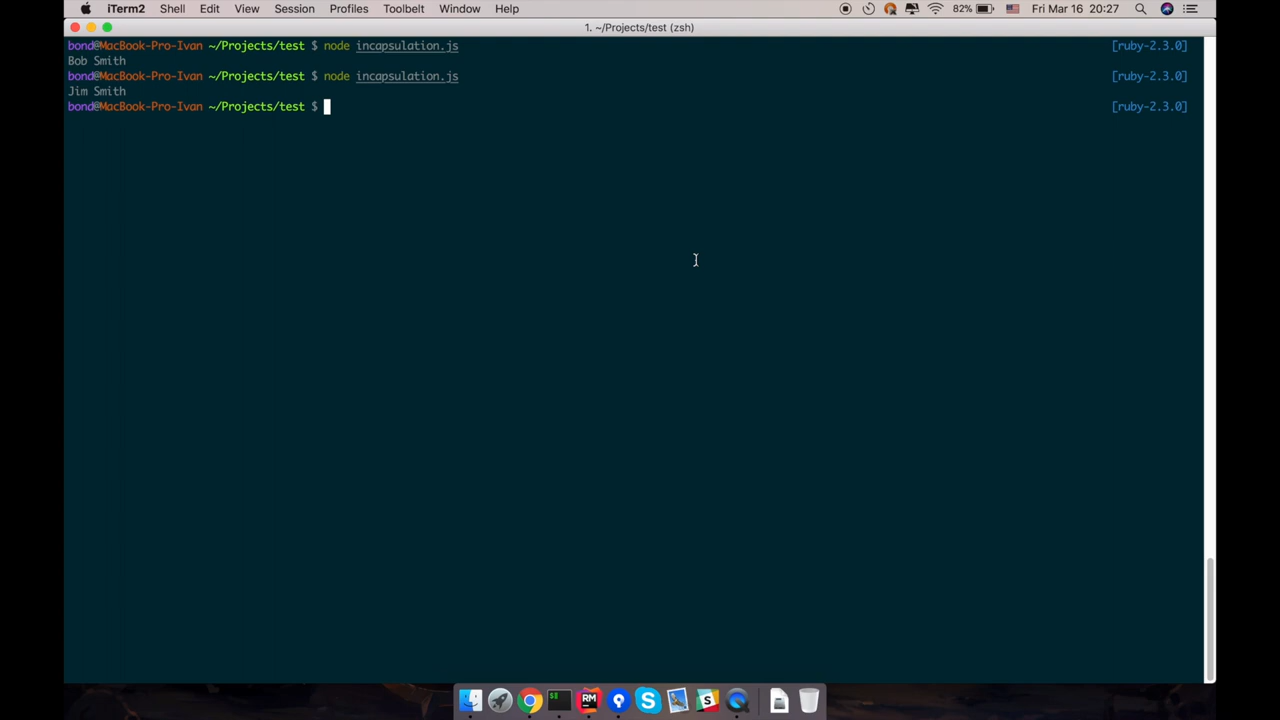 iTerm2 Shell Edit View Session Profiles Toolbelt Window Help 82% Fri Mar 16 20:27
1. ~/Projects/test (zsh)
bond@MacBook-Pro-Ivan ~/Projects/test $ node incapsulation.js [ruby-2.3.0]
Bob Smith
bond@MacBook-Pro-Ivan ~/Projects/test $ node incapsulation.js [ruby-2.3.0]
Jim Smith
bond@MacBook-Pro-Ivan ~/Projects/test $ [ruby-2.3.0]
$
RM
S
S